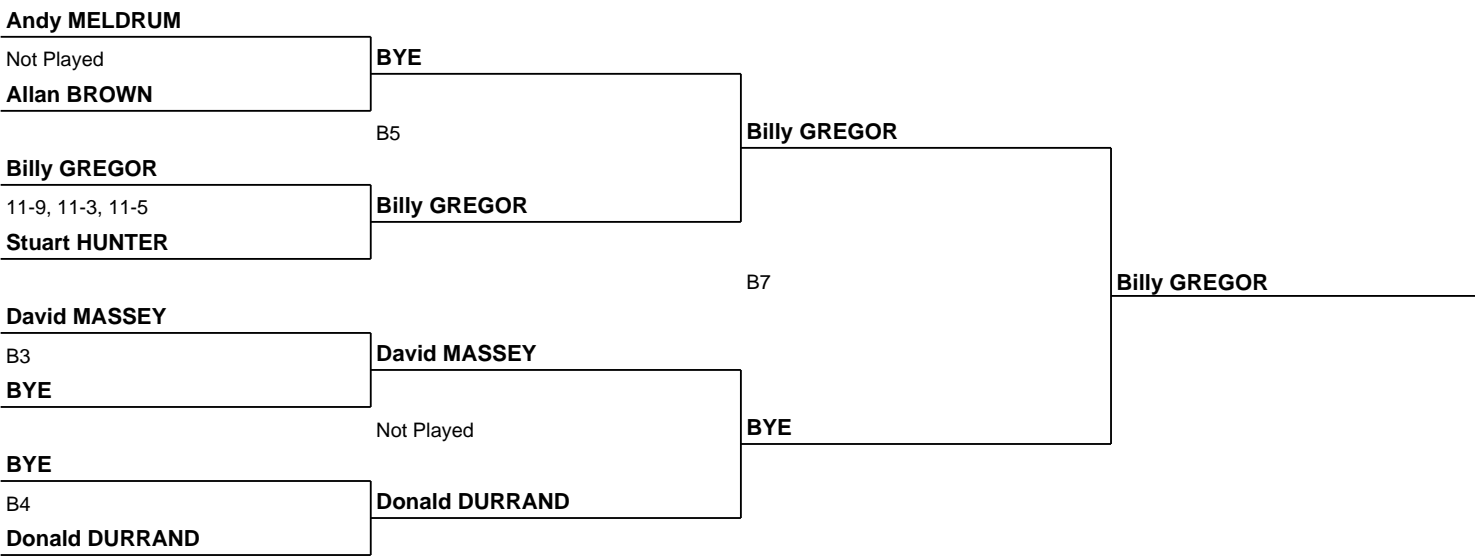 Andy MELDRUM
Not Played
BYE
Allan BROWN
B5
Billy GREGOR
Billy GREGOR
11-9, 11-3, 11-5
Billy GREGOR
Stuart HUNTER
B7
Billy GREGOR
David MASSEY
B3
David MASSEY
BYE
Not Played
BYE
BYE
B4
Donald DURRAND
Donald DURRAND